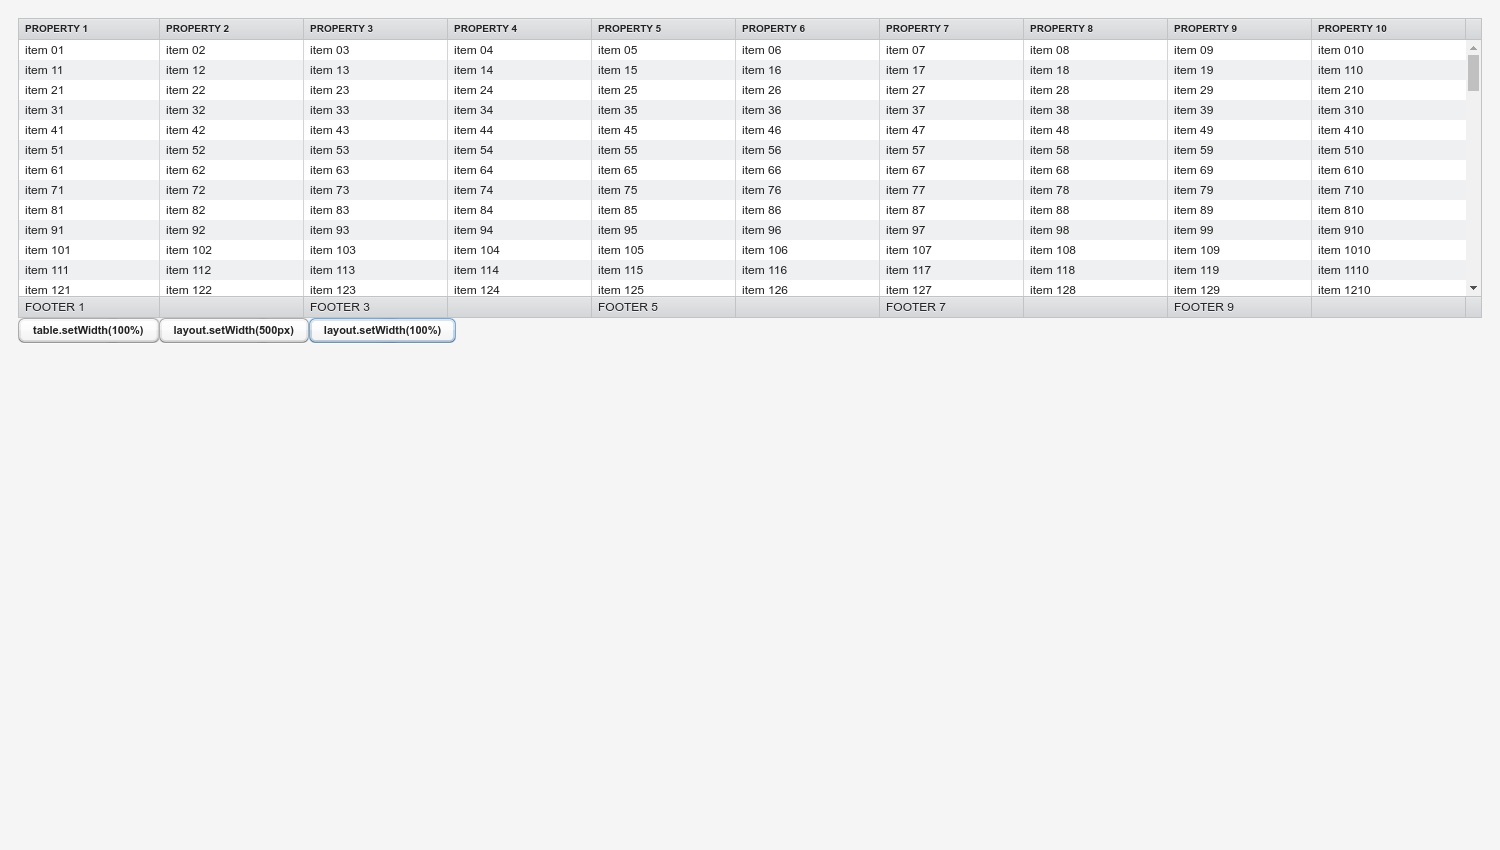 PROPERTY 1 PROPERTY 2 PROPERTY 3 PROPERTY 4 PROPERTY 5 PROPERTY 6 PROPERTY 7 PROPERTY 8 PROPERTY 9 PROPERTY 10
item 01 item 02 item 03 item 04 item 05 item 06 item 07 item 08 item 09 item 010
item 11 item 12 item 13 item 14 item 15 item 16 item 17 item 18 item 19 item 110
item 21 item 22 item 23 item 24 item 25 item 26 item 27 item 28 item 29 item 210
item 31 item 32 item 33 item 34 item 35 item 36 item 37 item 38 item 39 item 310
item 41 item 42 item 43 item 44 item 45 item 46 item 47 item 48 item 49 item 410
item 51 item 52 item 53 item 54 item 55 item 56 item 57 item 58 item 59 item 510
item 61 item 62 item 63 item 64 item 65 item 66 item 67 item 68 item 69 item 610
item 71 item 72 item 73 item 74 item 75 item 76 item 77 item 78 item 79 item 710
item 81 item 82 item 83 item 84 item 85 item 86 item 87 item 88 item 89 item 810
item 91 item 92 item 93 item 94 item 95 item 96 item 97 item 98 item 99 item 910
item 101 item 102 item 103 item 104 item 105 item 106 item 107 item 108 item 109 item 1010
item 111 item 112 item 113 item 114 item 115 item 116 item 117 item 118 item 119 item 1110
item 121 item 122 item 123 item 124 item 125 item 126 item 127 item 128 item 129 item 1210
FOOTER 1 FOOTER 3 FOOTER 5 FOOTER 7 FOOTER 9
table.setWidth(100%) layout.setWidth(500px) layout.setWidth(100%)